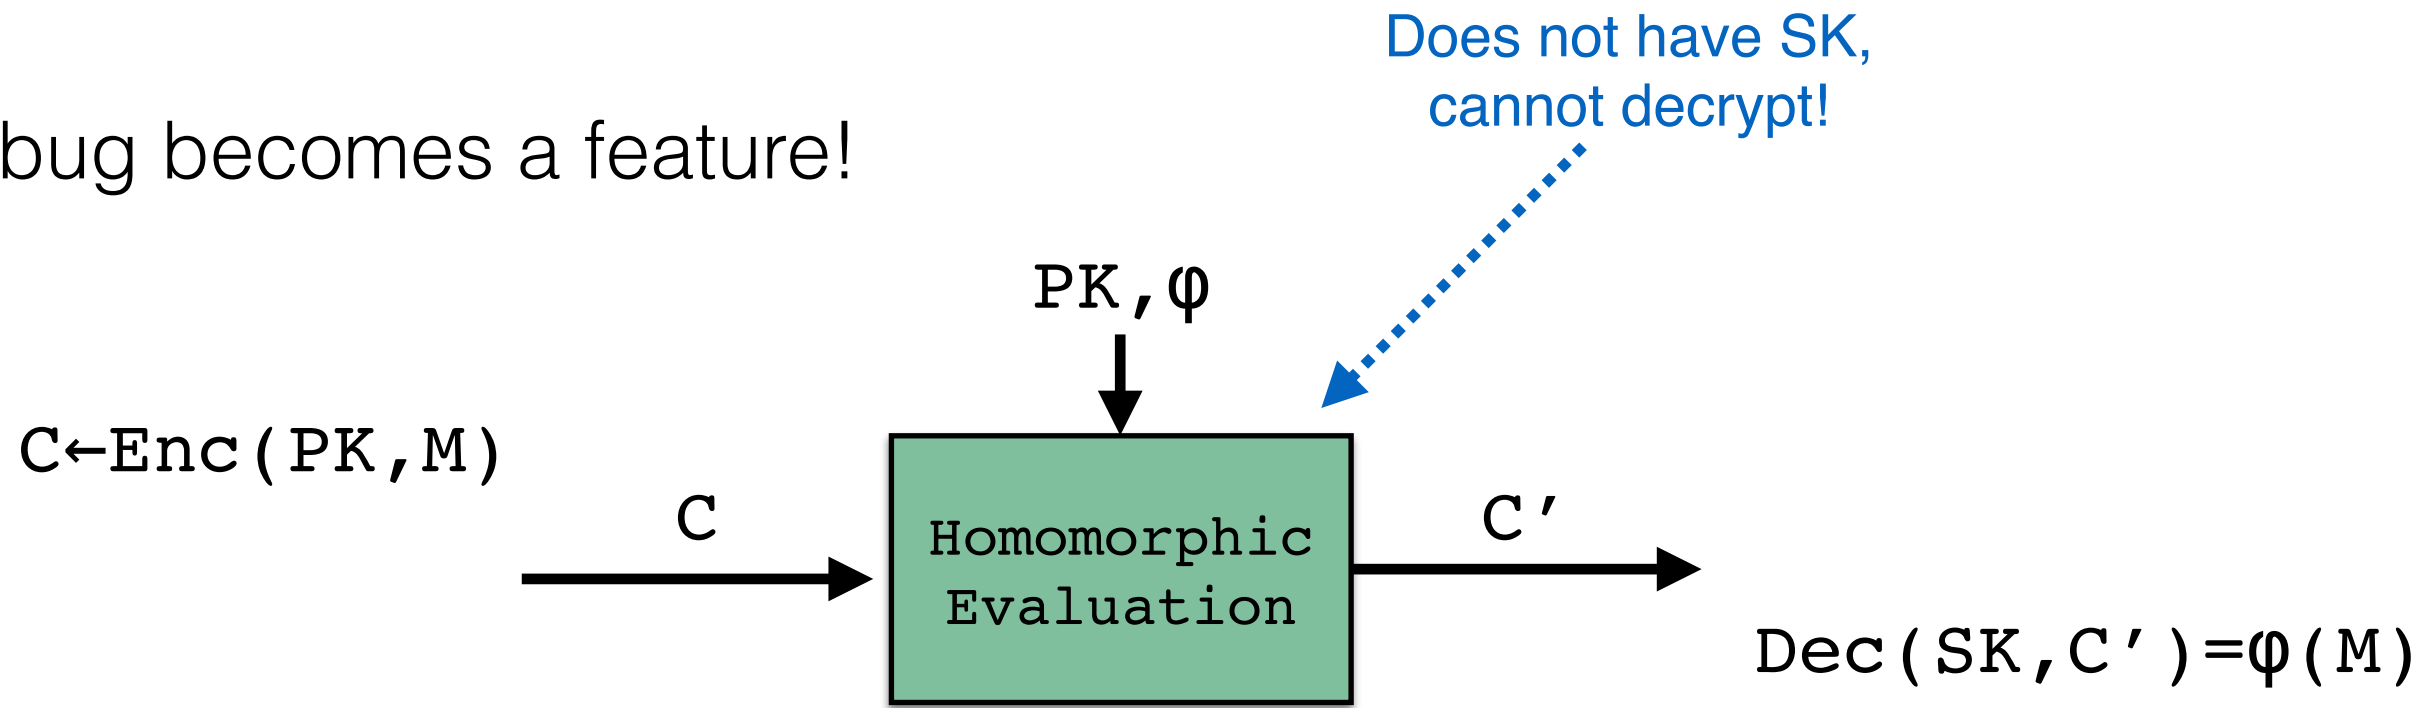 Does not have SK,
cannot decrypt!
bug becomes a feature!
PK,φ
C←Enc(PK,M)
C
Homomorphic
Evaluation
C’
Dec(SK,C’)=φ(M)